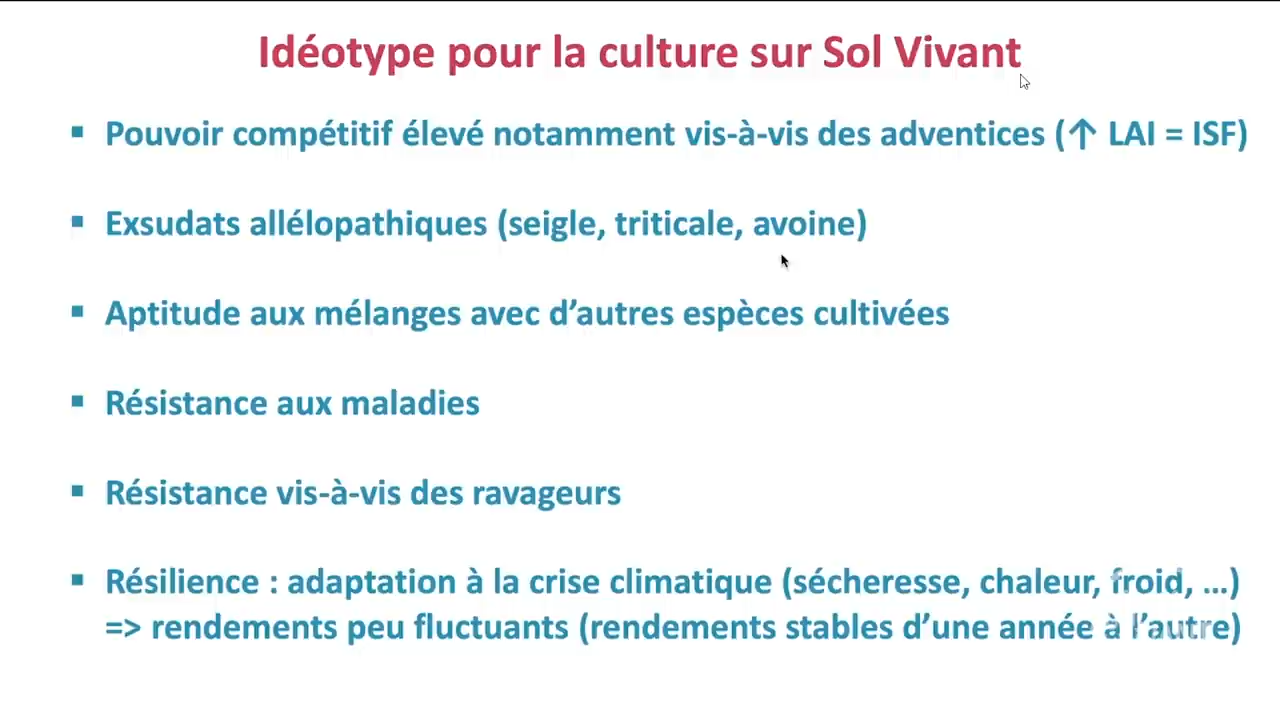 Idéotype pour la culture sur Sol Vivant
▪ Pouvoir compétitif élevé notamment vis-à-vis des adventices (↑ LAI = ISF)
▪ Exsudats allélopathiques (seigle, triticale, avoine)
▪ Aptitude aux mélanges avec d’autres espèces cultivées
▪ Résistance aux maladies
▪ Résistance vis-à-vis des ravageurs
▪ Résilience : adaptation à la crise climatique (sécheresse, chaleur, froid, …)
=> rendements peu fluctuants (rendements stables d’une année à l’autre)